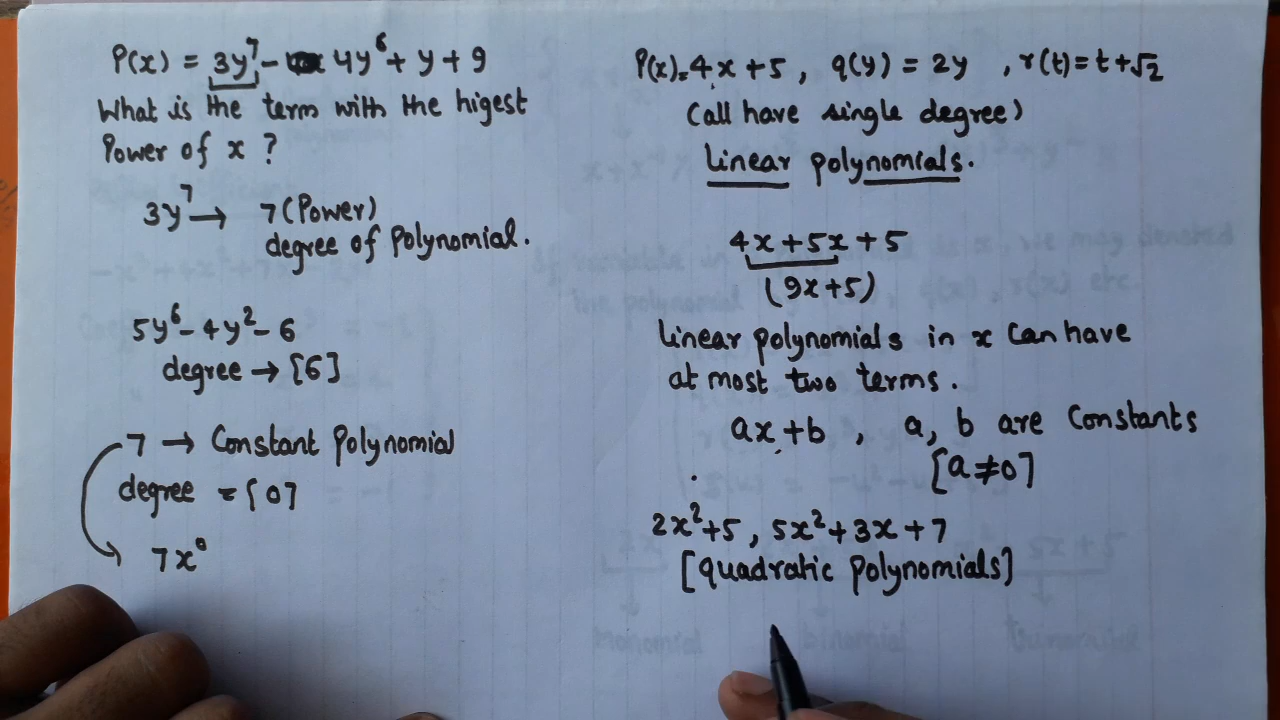 P(x) = 3y⁷ - 4y⁶ + y + 9
What is the term with the higest
Power of x ?
3y⁷ → 7 (Power)
degree of Polynomial.
5y⁶ - 4y² - 6
degree → [6]
7 → Constant Polynomial
degree = [0]
7x⁰
P(x) = 4x + 5, q(y) = 2y , r(t) = t + √2
(all have single degree)
Linear polynomials.
4x + 5x + 5
(9x + 5)
Linear polynomials in x Can have
at most two terms.
ax + b , a, b are Constants
[a ≠ 0]
2x² + 5, 5x² + 3x + 7
[quadratic Polynomials]